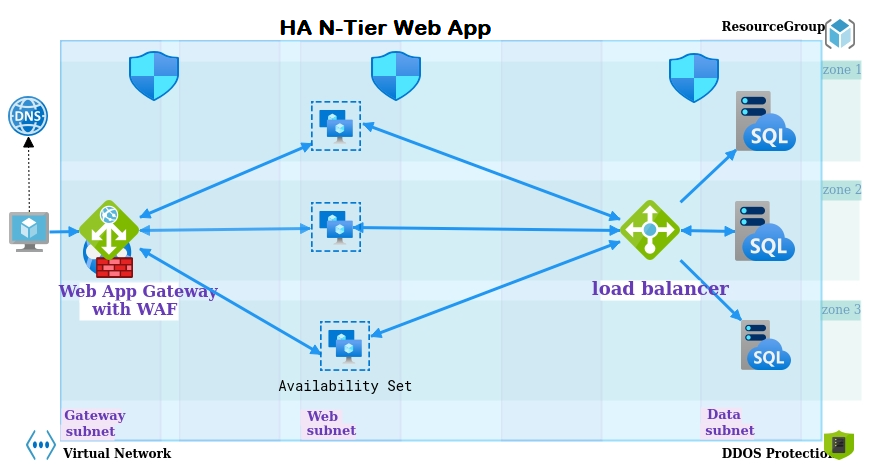 HA N-Tier Web App
ResourceGroup
zone 1
DNS
SQL
zone 2
SQL
Web App Gateway
with WAF
load balancer
zone 3
SQL
Availability Set
Gateway
subnet
Web
subnet
Data
subnet
Virtual Network
DDOS Protection